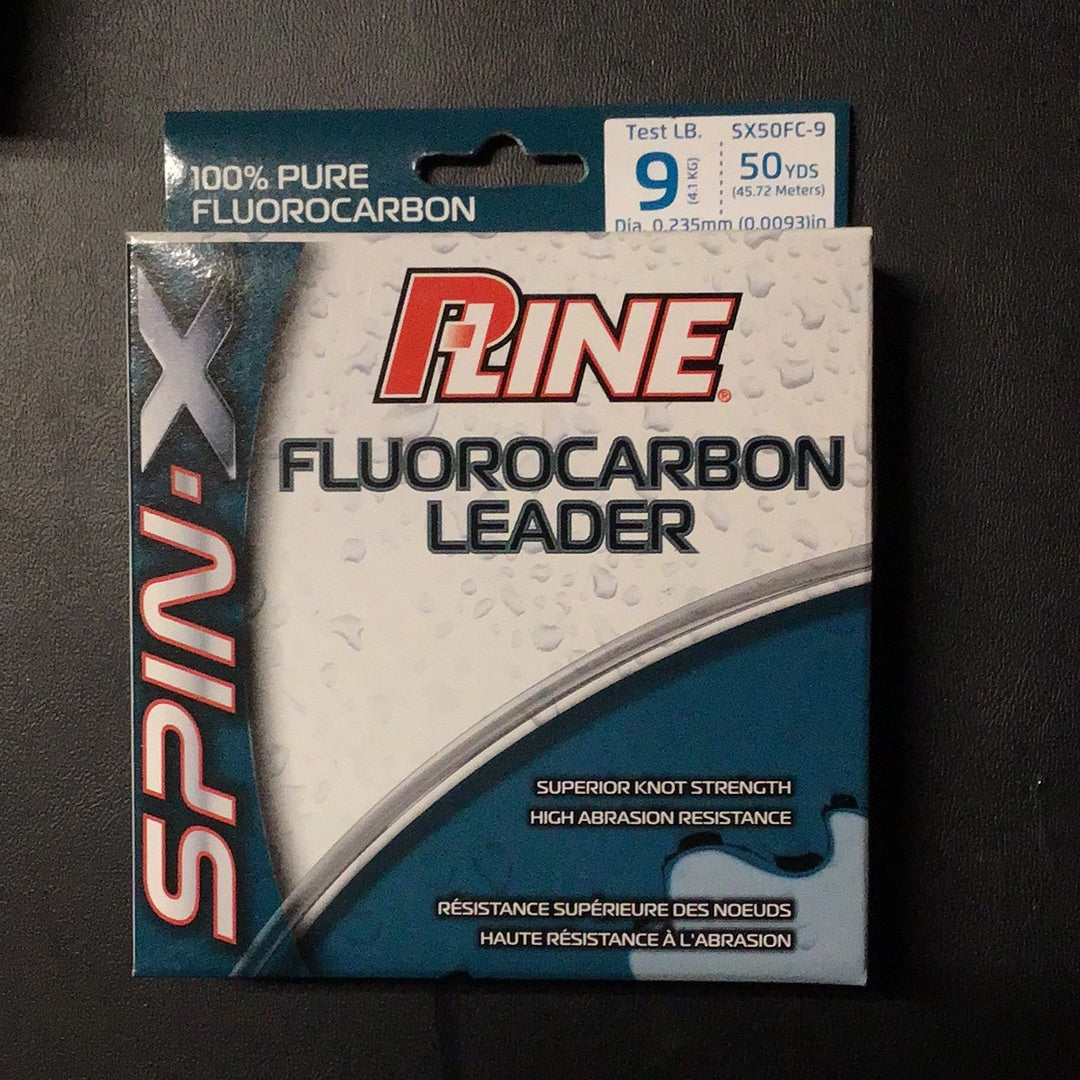 100% PURE
FLUOROCARBON
Test LB.
9
(4.1 KG)
SX50FC-9
50 YDS
(45.72 Meters)
Dia. 0.235mm (0.0093)in
P-LINE®
FLUOROCARBON
LEADER
SPIN-X
SUPERIOR KNOT STRENGTH
HIGH ABRASION RESISTANCE
RÉSISTANCE SUPÉRIEURE DES NOEUDS
HAUTE RÉSISTANCE À L'ABRASION